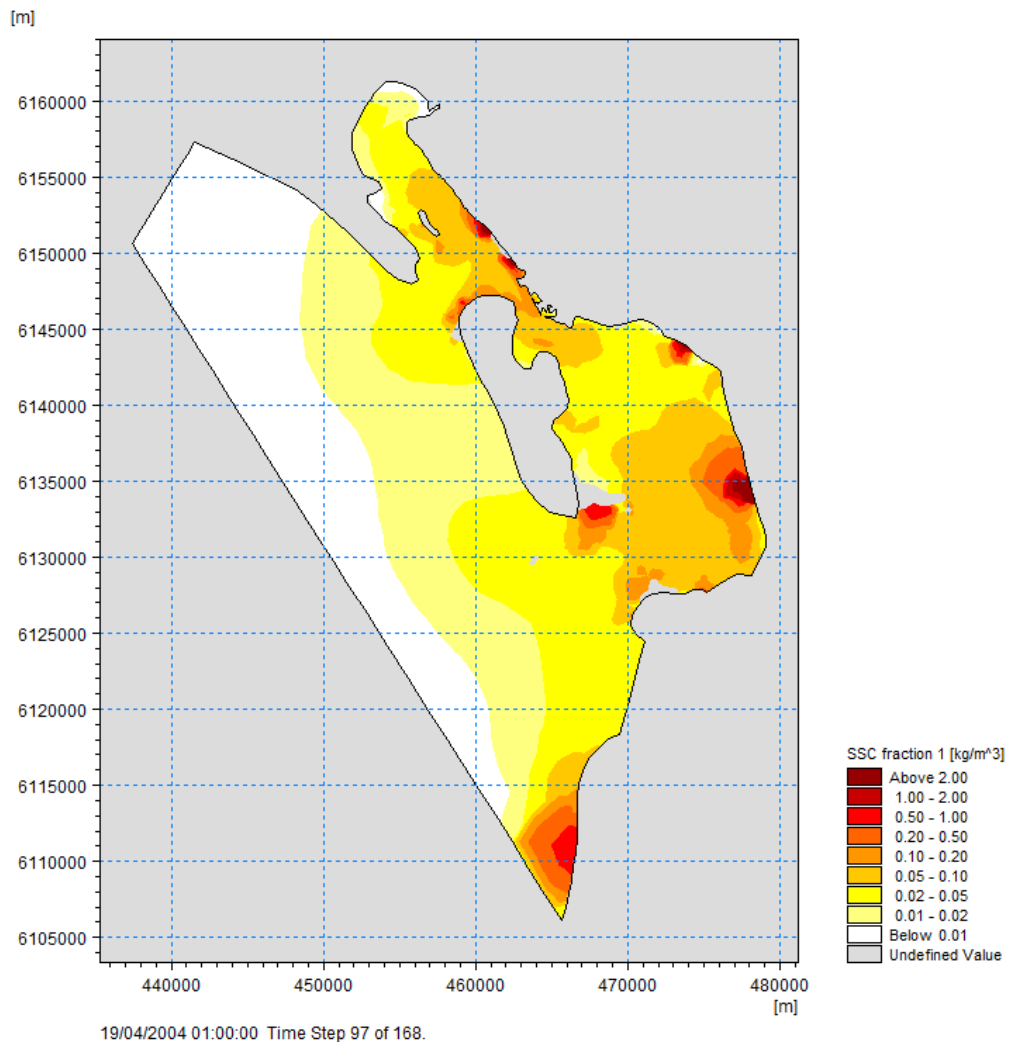 [m]
6160000
6155000
6150000
6145000
6140000
6135000
6130000
6125000
6120000
6115000
6110000
6105000
440000 450000 460000 470000 480000
[m]
SSC fraction 1 [kg/m^3]
Above 2.00
1.00 - 2.00
0.50 - 1.00
0.20 - 0.50
0.10 - 0.20
0.05 - 0.10
0.02 - 0.05
0.01 - 0.02
Below 0.01
Undefined Value
19/04/2004 01:00:00 Time Step 97 of 168.